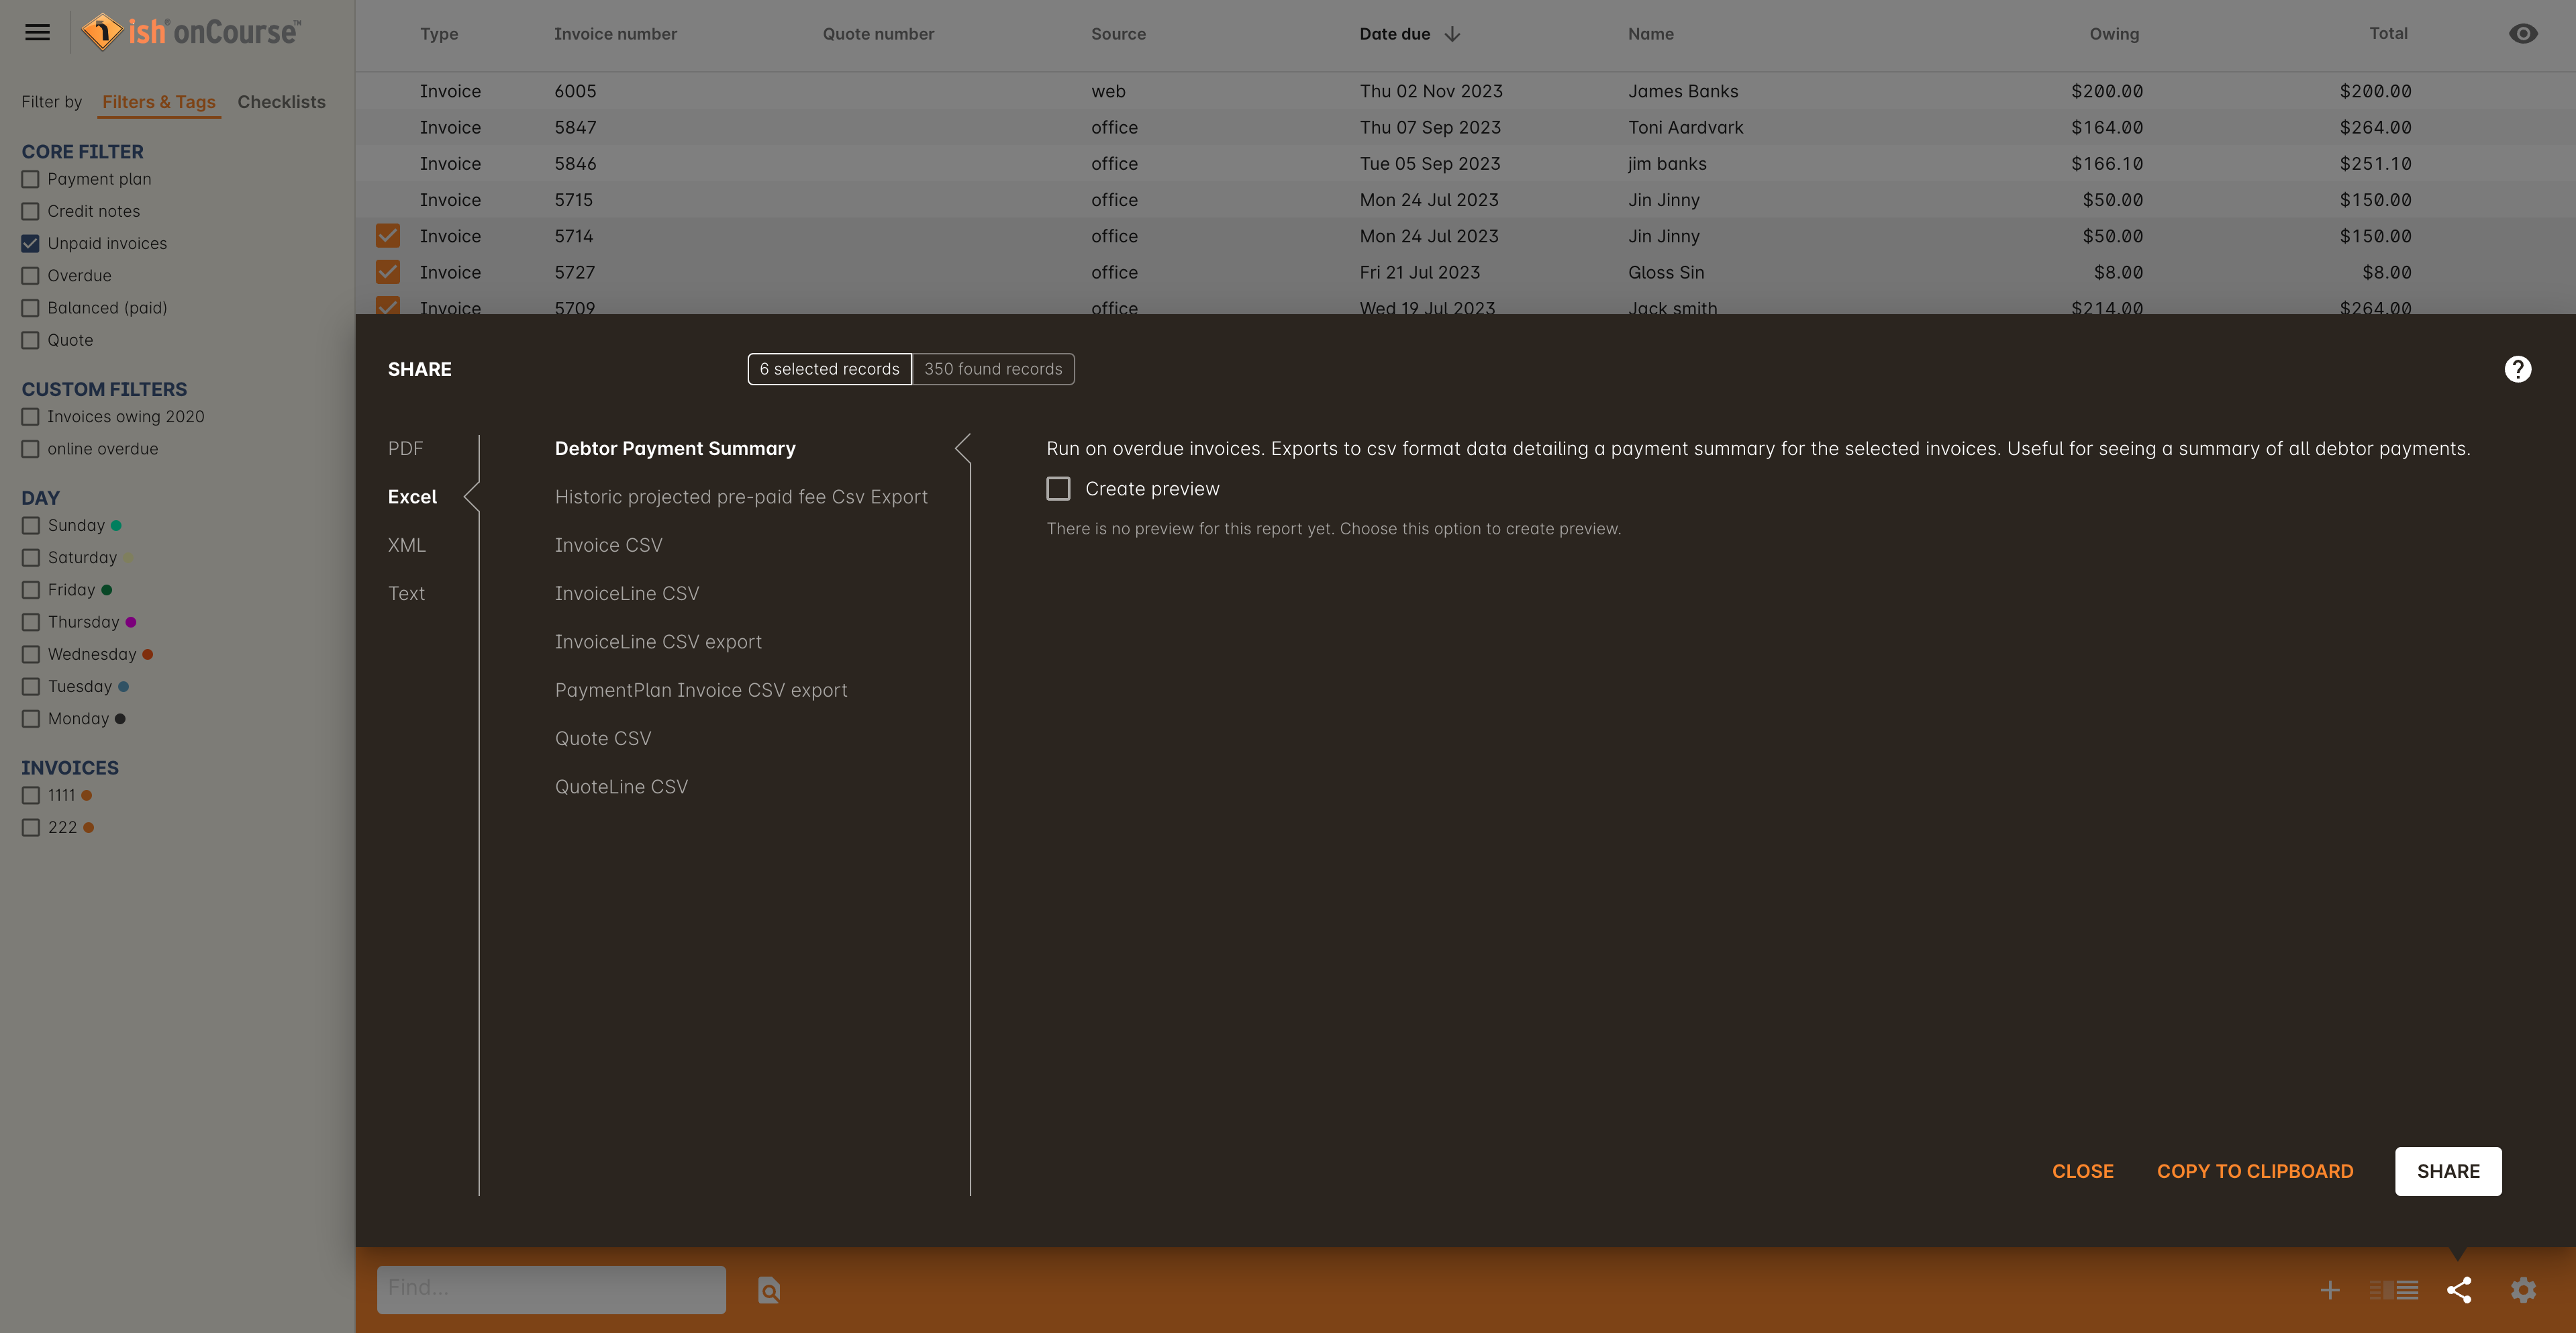 ish onCourse™
Filter by Filters & Tags Checklists
CORE FILTER
Payment plan
Credit notes
Unpaid invoices
Overdue
Balanced (paid)
Quote
CUSTOM FILTERS
Invoices owing 2020
online overdue
DAY
Sunday
Saturday
Friday
Thursday
Wednesday
Tuesday
Monday
INVOICES
1111
222
Type Invoice number Quote number Source Date due Name Owing Total
Invoice 6005 web Thu 02 Nov 2023 James Banks $200.00 $200.00
Invoice 5847 office Thu 07 Sep 2023 Toni Aardvark $164.00 $264.00
Invoice 5846 office Tue 05 Sep 2023 jim banks $166.10 $251.10
Invoice 5715 office Mon 24 Jul 2023 Jin Jinny $50.00 $150.00
Invoice 5714 office Mon 24 Jul 2023 Jin Jinny $50.00 $150.00
Invoice 5727 office Fri 21 Jul 2023 Gloss Sin $8.00 $8.00
Invoice 5709 office Wed 19 Jul 2023 Jack smith $214.00 $264.00
SHARE 6 selected records 350 found records ?
PDF
Excel
XML
Text
Debtor Payment Summary
Historic projected pre-paid fee Csv Export
Invoice CSV
InvoiceLine CSV
InvoiceLine CSV export
PaymentPlan Invoice CSV export
Quote CSV
QuoteLine CSV
Run on overdue invoices. Exports to csv format data detailing a payment summary for the selected invoices. Useful for seeing a summary of all debtor payments.
Create preview
There is no preview for this report yet. Choose this option to create preview.
CLOSE COPY TO CLIPBOARD SHARE
Find...